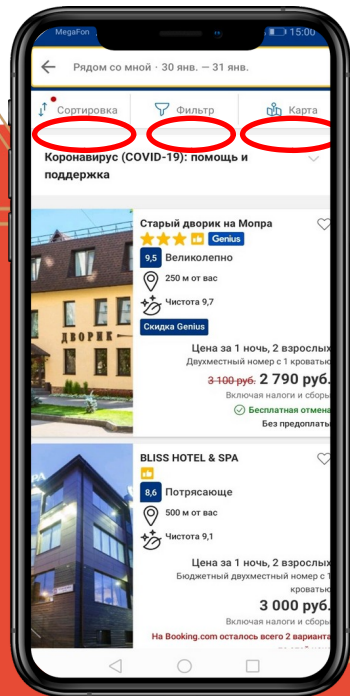 MegaFon
15:00
Рядом со мной · 30 янв. — 31 янв.
Сортировка
Фильтр
Карта
Коронавирус (COVID-19): помощь и
поддержка
Старый дворик на Мопра
Genius
9,5 Великолепно
250 м от вас
Чистота 9,7
Скидка Genius
ДВОРИК
Цена за 1 ночь, 2 взрослых
Двухместный номер с 1 кроватью
3 100 руб. 2 790 руб.
Включая налоги и сборы
Бесплатная отмена
Без предоплаты
BLISS HOTEL & SPA
8,6 Потрясающе
500 м от вас
Чистота 9,1
Цена за 1 ночь, 2 взрослых
Бюджетный двухместный номер с 1
кроватью
3 000 руб.
Включая налоги и сборы
На Booking.com осталось всего 2 варианта